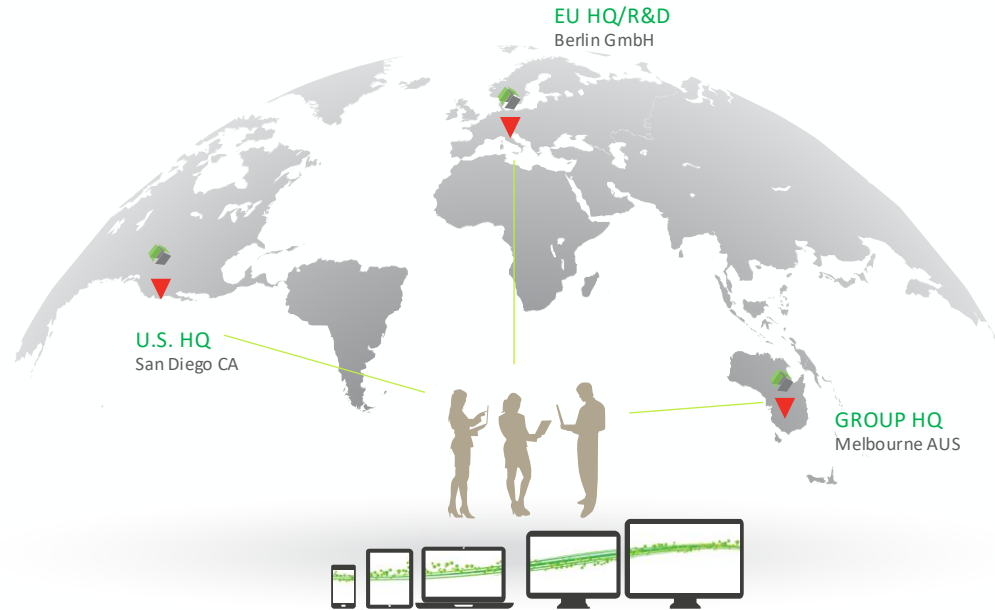 EU HQ/R&D
Berlin GmbH
U.S. HQ
San Diego CA
GROUP HQ
Melbourne AUS